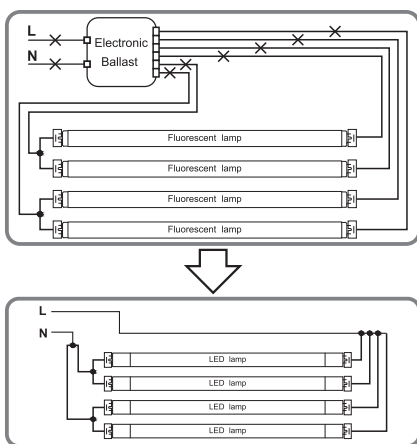 L
N
Electronic
Ballast
Fluorescent lamp
Fluorescent lamp
Fluorescent lamp
Fluorescent lamp
L
N
LED lamp
LED lamp
LED lamp
LED lamp